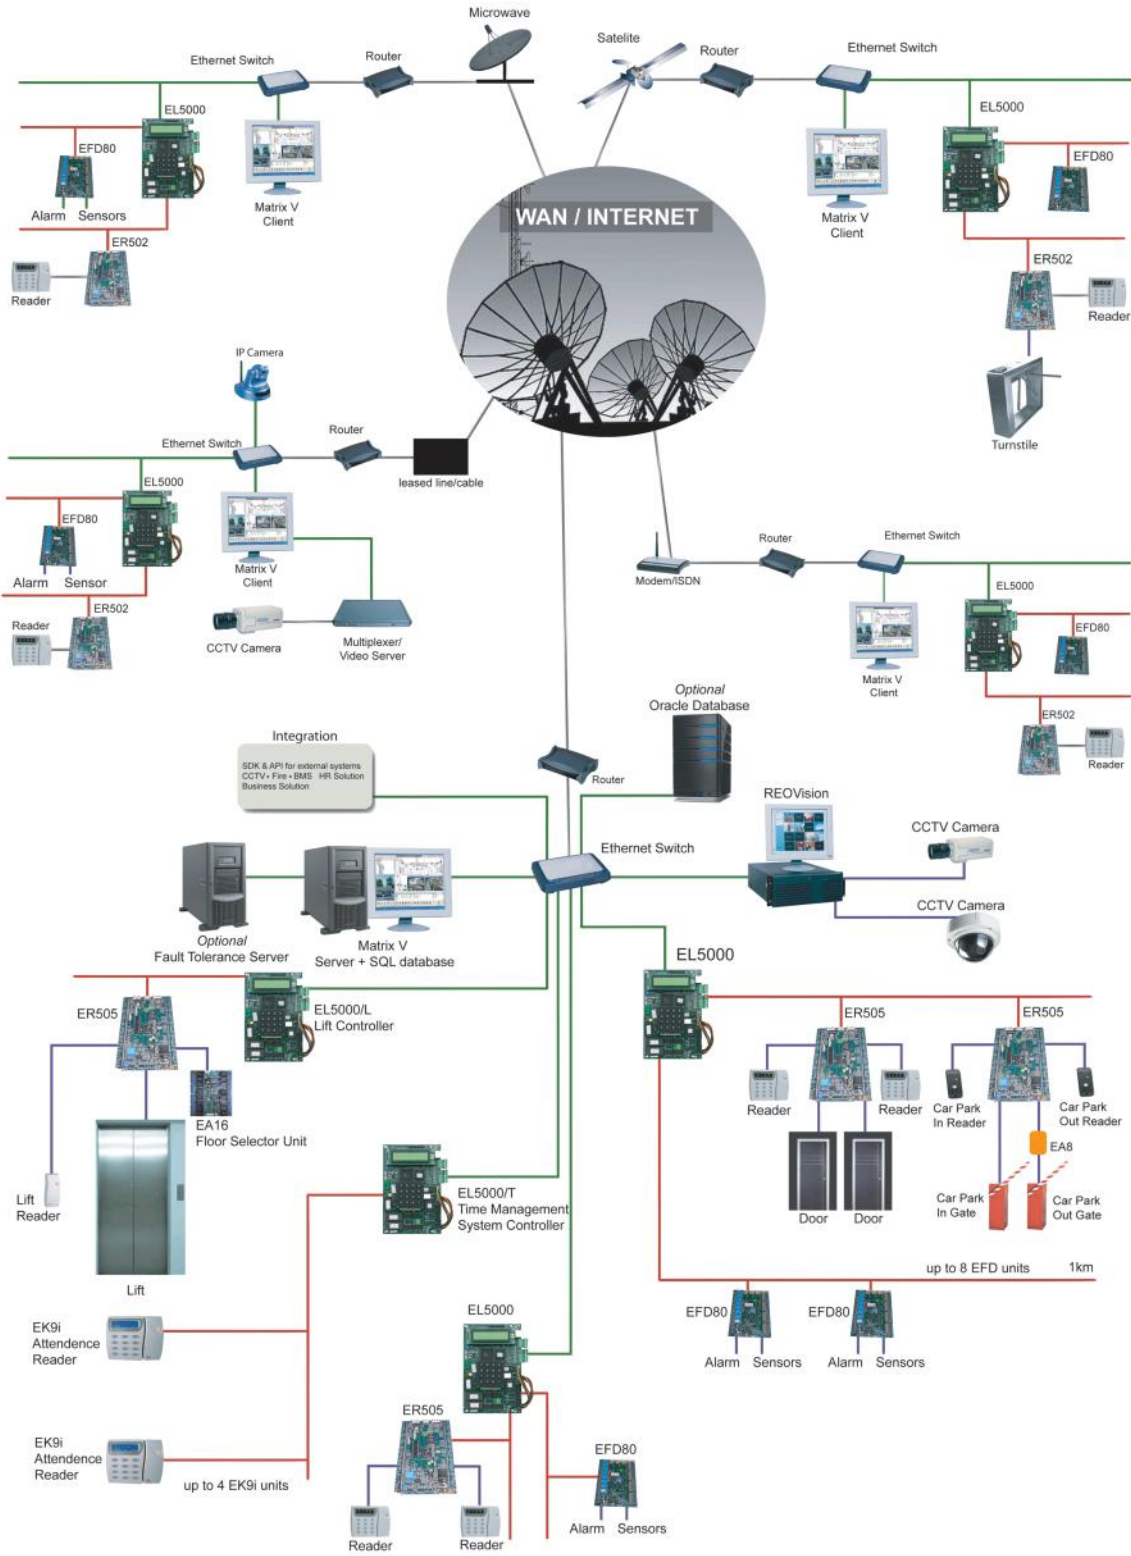 Microwave
Satelite
Ethernet Switch
Router
Router
Ethernet Switch
EL5000
EL5000
EFD80
EFD80
Alarm Sensors
Matrix V
Client
Matrix V
Client
WAN / INTERNET
ER502
Reader
ER502
Reader
Turnstile
IP Camera
Ethernet Switch
Router
leased line/cable
EL5000
EFD80
Alarm Sensor
Matrix V
Client
ER502
Reader
CCTV Camera
Multiplexer/
Video Server
Modem/ISDN
Router
Ethernet Switch
EL5000
EFD80
Matrix V
Client
ER502
Reader
Optional
Oracle Database
Integration
SDK & API for external systems
CCTV • Fire • BMS HR Solution
Business Solution
Router
REOVision
Ethernet Switch
CCTV Camera
CCTV Camera
Optional
Fault Tolerance Server
Matrix V
Server + SQL database
EL5000
ER505
EL5000/L
Lift Controller
EA16
Floor Selector Unit
Lift
Reader
Lift
ER505
ER505
Reader
Reader
Car Park
In Reader
Car Park
Out Reader
EA8
Door
Door
Car Park
In Gate
Car Park
Out Gate
EL5000/T
Time Management
System Controller
up to 8 EFD units 1km
EFD80
EFD80
Alarm Sensors
Alarm Sensors
EK9i
Attendence
Reader
EL5000
ER505
EK9i
Attendence
Reader
up to 4 EK9i units
EFD80
Alarm Sensors
Reader
Reader